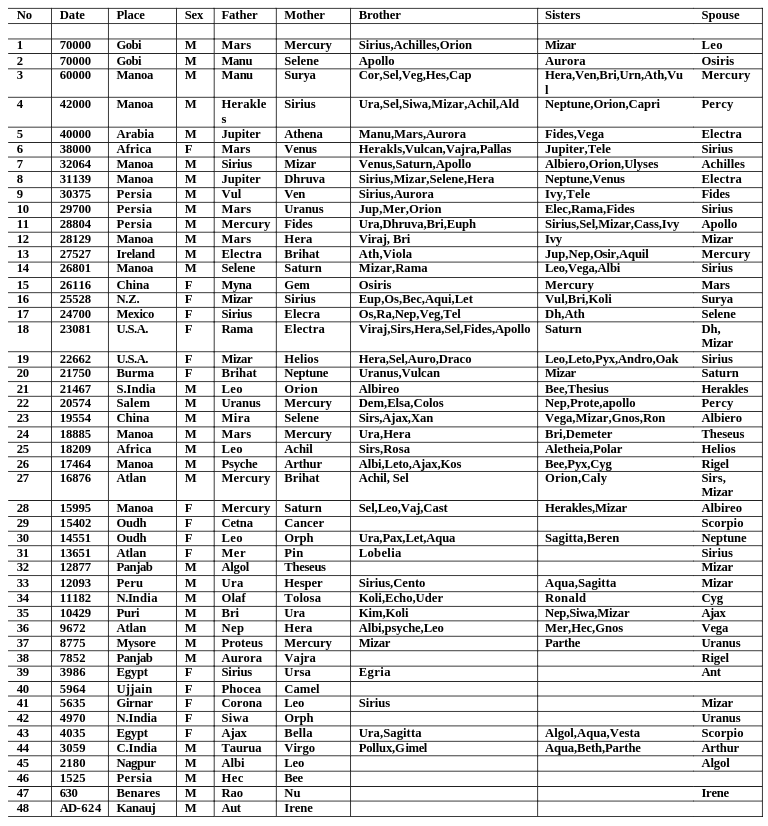 No Date Place Sex Father Mother Brother Sisters Spouse
1 70000 Gobi M Mars Mercury Sirius,Achilles,Orion Mizar Leo
2 70000 Gobi M Manu Selene Apollo Aurora Osiris
3 60000 Manoa M Manu Surya Cor,Sel,Veg,Hes,Cap Hera,Ven,Bri,Urn,Ath,Vu Mercury
l
4 42000 Manoa M Herakle Sirius Ura,Sel,Siwa,Mizar,Achil,Ald Neptune,Orion,Capri Percy
s
5 40000 Arabia M Jupiter Athena Manu,Mars,Aurora Fides,Vega Electra
6 38000 Africa F Mars Venus Herakls,Vulcan,Vajra,Pallas Jupiter,Tele Sirius
7 32064 Manoa M Sirius Mizar Venus,Saturn,Apollo Albiero,Orion,Ulyses Achilles
8 31139 Manoa M Jupiter Dhruva Sirius,Mizar,Selene,Hera Neptune,Venus Electra
9 30375 Persia M Vul Ven Sirius,Aurora Ivy,Tele Fides
10 29700 Persia M Mars Uranus Jup,Mer,Orion Elec,Rama,Fides Sirius
11 28804 Persia M Mercury Fides Ura,Dhruva,Bri,Euph Sirius,Sel,Mizar,Cass,Ivy Apollo
12 28129 Manoa M Mars Hera Viraj, Bri Ivy Mizar
13 27527 Ireland M Electra Brihat Ath,Viola Jup,Nep,Osir,Aquil Mercury
14 26801 Manoa M Selene Saturn Mizar,Rama Leo,Vega,Albi Sirius
15 26116 China F Myna Gem Osiris Mercury Mars
16 25528 N.Z. F Mizar Sirius Eup,Os,Bec,Aqui,Let Vul,Bri,Koli Surya
17 24700 Mexico F Sirius Elecra Os,Ra,Nep,Veg,Tel Dh,Ath Selene
18 23081 U.S.A. F Rama Electra Viraj,Sirs,Hera,Sel,Fides,Apollo Saturn Dh,
Mizar
19 22662 U.S.A. F Mizar Helios Hera,Sel,Auro,Draco Leo,Leto,Pyx,Andro,Oak Sirius
20 21750 Burma F Brihat Neptune Uranus,Vulcan Mizar Saturn
21 21467 S.India M Leo Orion Albireo Bee,Thesius Herakles
22 20574 Salem M Uranus Mercury Dem,Elsa,Colos Nep,Prote,apollo Percy
23 19554 China M Mira Selene Sirs,Ajax,Xan Vega,Mizar,Gnos,Ron Albiero
24 18885 Manoa M Mars Mercury Ura,Hera Bri,Demeter Theseus
25 18209 Africa M Leo Achil Sirs,Rosa Aletheia,Polar Helios
26 17464 Manoa M Psyche Arthur Albi,Leto,Ajax,Kos Bee,Pyx,Cyg Rigel
27 16876 Atlan M Mercury Brihat Achil, Sel Orion,Caly Sirs,
Mizar
28 15995 Manoa F Mercury Saturn Sel,Leo,Vaj,Cast Herakles,Mizar Albireo
29 15402 Oudh F Cetna Cancer Scorpio
30 14551 Oudh F Leo Orph Ura,Pax,Let,Aqua Sagitta,Beren Neptune
31 13651 Atlan F Mer Pin Lobelia Sirius
32 12877 Panjab M Algol Theseus Mizar
33 12093 Peru M Ura Hesper Sirius,Cento Aqua,Sagitta Mizar
34 11182 N.India M Olaf Tolosa Koli,Echo,Uder Ronald Cyg
35 10429 Puri M Bri Ura Kim,Koli Nep,Siwa,Mizar Ajax
36 9672 Atlan M Nep Hera Albi,psyche,Leo Mer,Hec,Gnos Vega
37 8775 Mysore M Proteus Mercury Mizar Parthe Uranus
38 7852 Panjab M Aurora Vajra Rigel
39 3986 Egypt F Sirius Ursa Egria Ant
40 5964 Ujjain F Phocea Camel
41 5635 Girnar F Corona Leo Sirius Mizar
42 4970 N.India F Siwa Orph Uranus
43 4035 Egypt F Ajax Bella Ura,Sagitta Algol,Aqua,Vesta Scorpio
44 3059 C.India M Taurua Virgo Pollux,Gimel Aqua,Beth,Parthe Arthur
45 2180 Nagpur M Albi Leo Algol
46 1525 Persia M Hec Bee
47 630 Benares M Rao Nu Irene
48 AD-624 Kanauj M Aut Irene